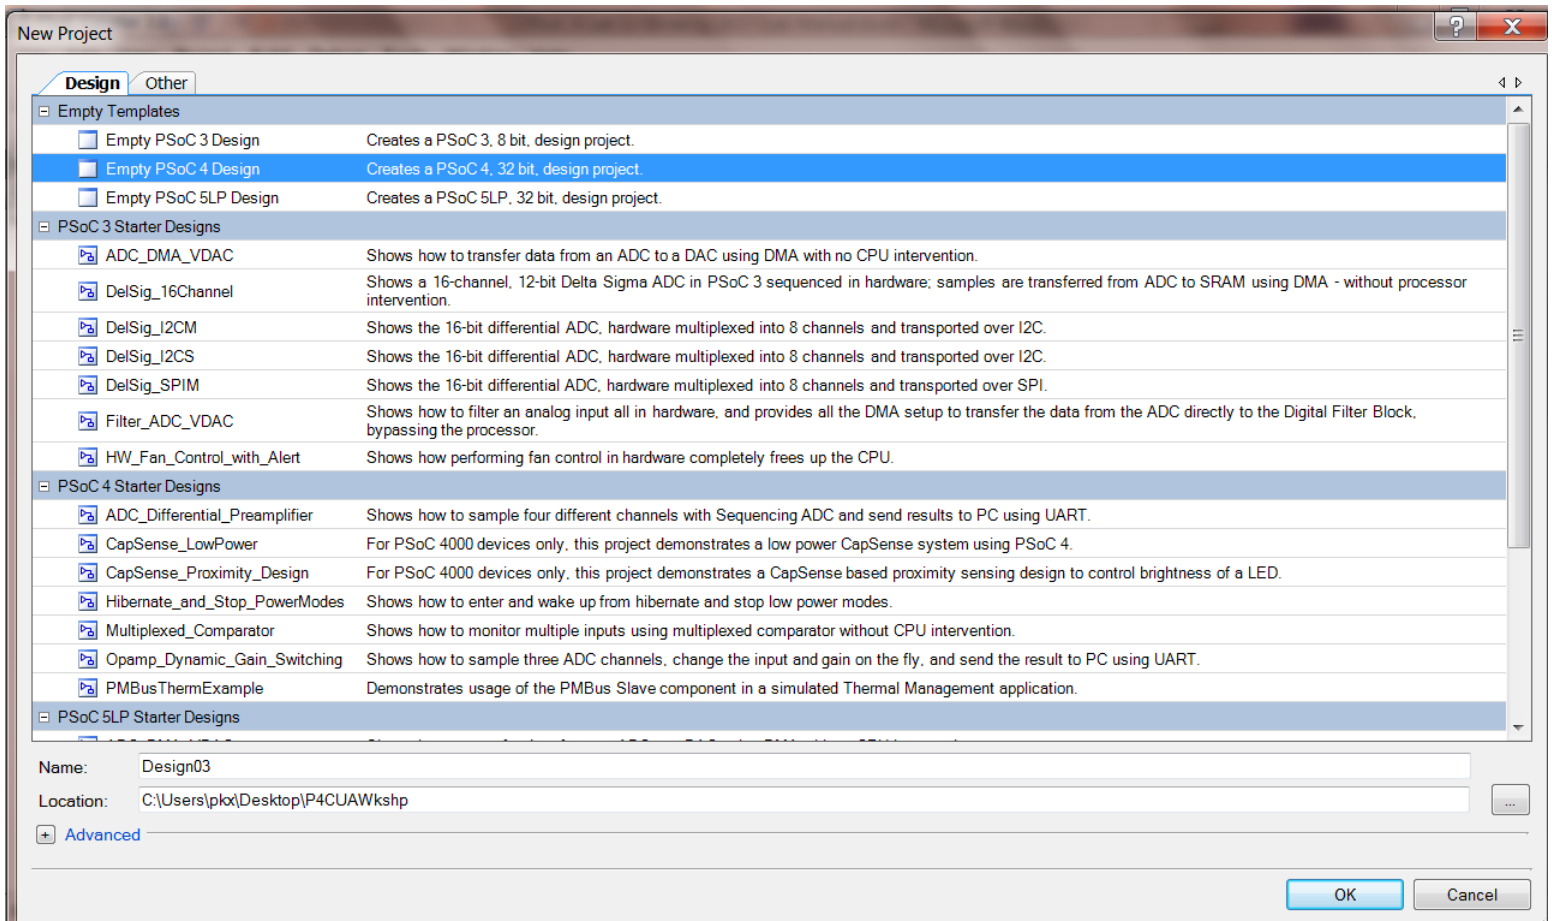 New Project
Design Other
Empty Templates
Empty PSoC 3 Design Creates a PSoC 3, 8 bit, design project.
Empty PSoC 4 Design Creates a PSoC 4, 32 bit, design project.
Empty PSoC 5LP Design Creates a PSoC 5LP, 32 bit, design project.
PSoC 3 Starter Designs
ADC_DMA_VDAC Shows how to transfer data from an ADC to a DAC using DMA with no CPU intervention.
DelSig_16Channel Shows a 16-channel, 12-bit Delta Sigma ADC in PSoC 3 sequenced in hardware; samples are transferred from ADC to SRAM using DMA - without processor
intervention.
DelSig_I2CM Shows the 16-bit differential ADC, hardware multiplexed into 8 channels and transported over I2C.
DelSig_I2CS Shows the 16-bit differential ADC, hardware multiplexed into 8 channels and transported over I2C.
DelSig_SPIM Shows the 16-bit differential ADC, hardware multiplexed into 8 channels and transported over SPI.
Filter_ADC_VDAC Shows how to filter an analog input all in hardware, and provides all the DMA setup to transfer the data from the ADC directly to the Digital Filter Block,
bypassing the processor.
HW_Fan_Control_with_Alert Shows how performing fan control in hardware completely frees up the CPU.
PSoC 4 Starter Designs
ADC_Differential_Preamplifier Shows how to sample four different channels with Sequencing ADC and send results to PC using UART.
CapSense_LowPower For PSoC 4000 devices only, this project demonstrates a low power CapSense system using PSoC 4.
CapSense_Proximity_Design For PSoC 4000 devices only, this project demonstrates a CapSense based proximity sensing design to control brightness of a LED.
Hibernate_and_Stop_PowerModes Shows how to enter and wake up from hibernate and stop low power modes.
Multiplexed_Comparator Shows how to monitor multiple inputs using multiplexed comparator without CPU intervention.
Opamp_Dynamic_Gain_Switching Shows how to sample three ADC channels, change the input and gain on the fly, and send the result to PC using UART.
PMBusThermExample Demonstrates usage of the PMBus Slave component in a simulated Thermal Management application.
PSoC 5LP Starter Designs
Name: Design03
Location: C:\Users\pkx\Desktop\P4CUAWkshp
...
Advanced
OK Cancel